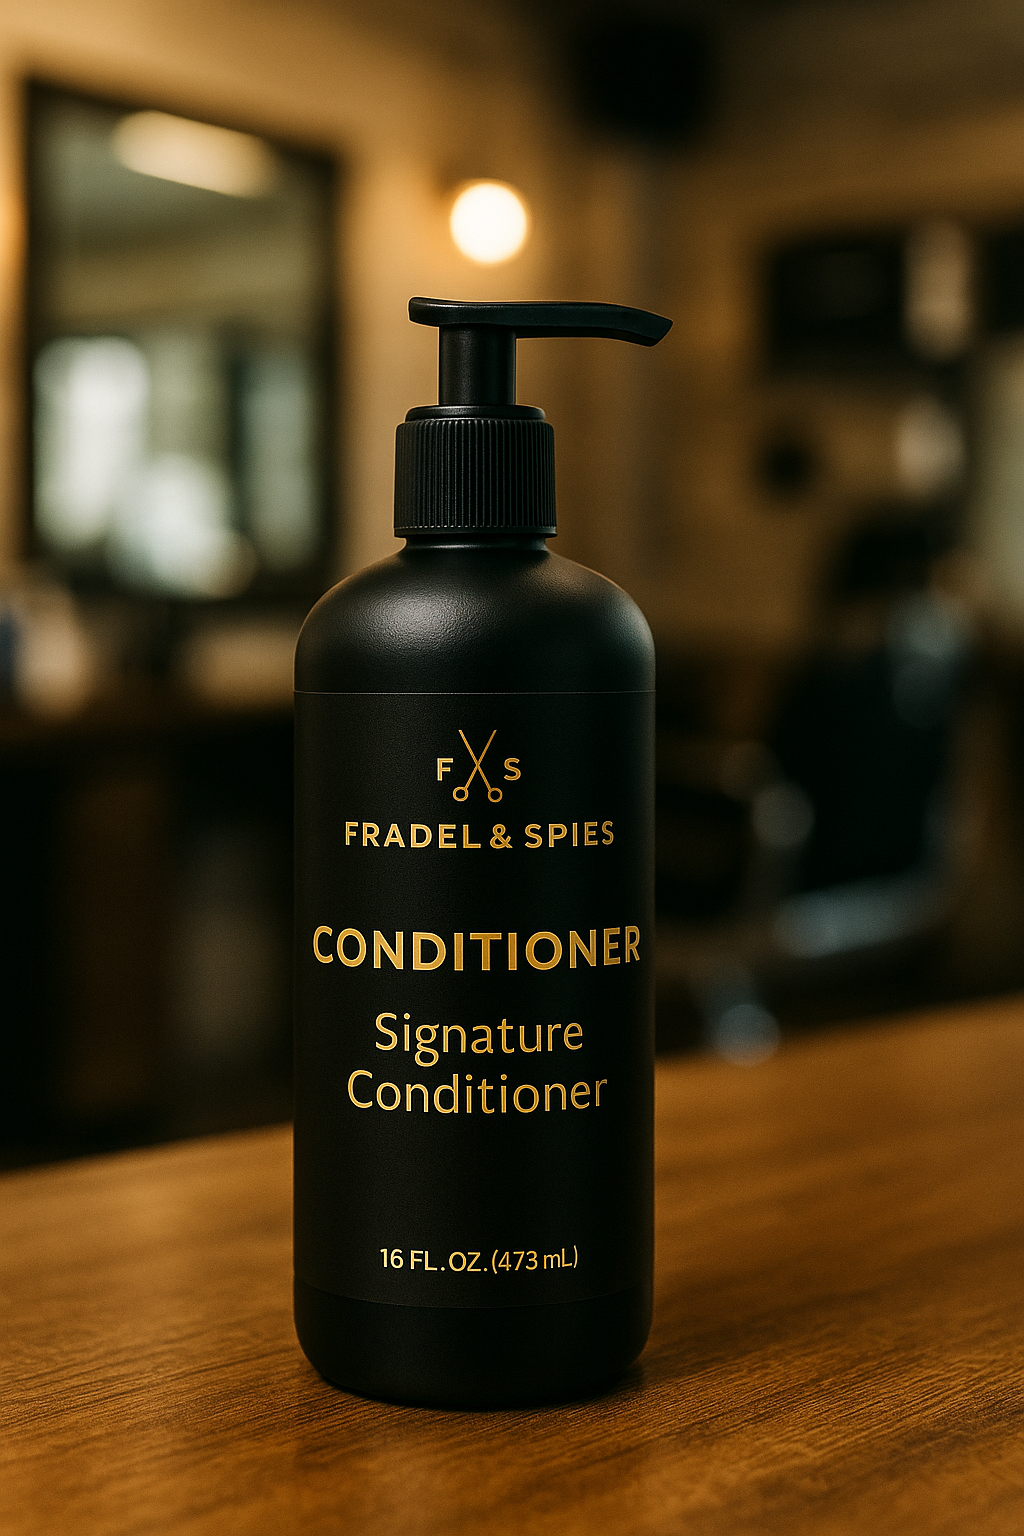 F S
FRADEL & SPIES
CONDITIONER
Signature
Conditioner
16 FL. OZ. (473 mL)